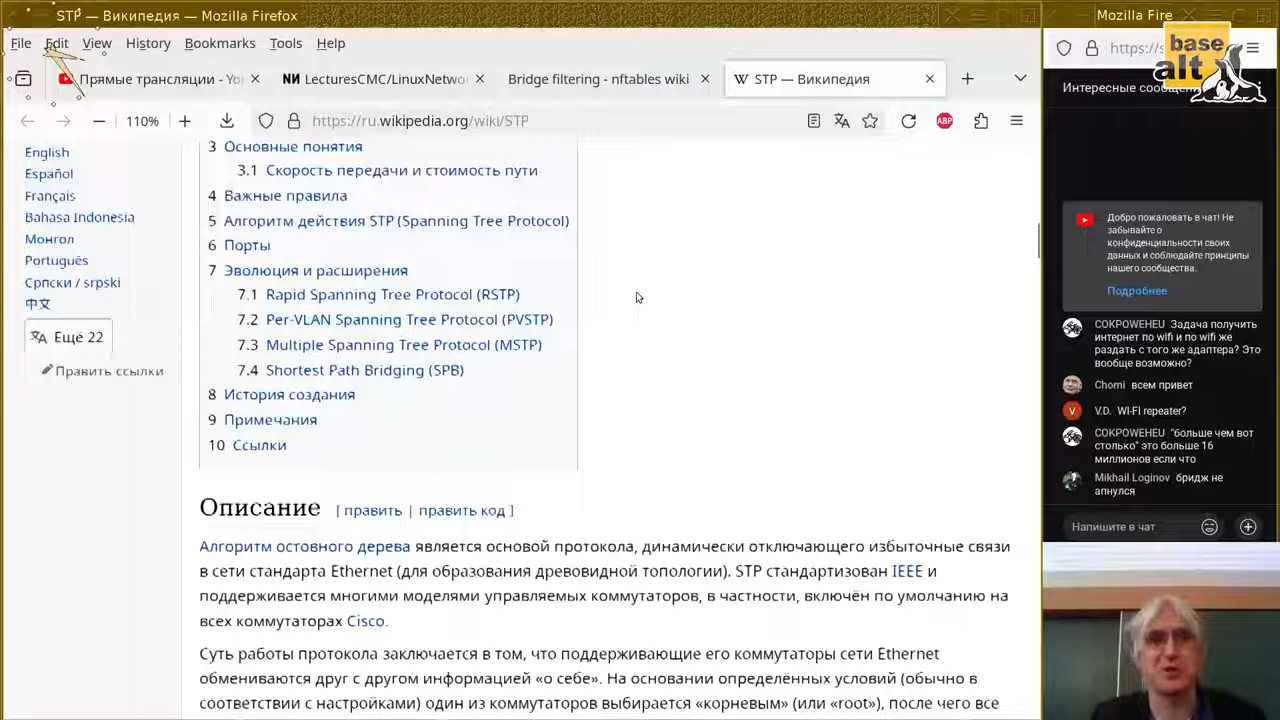 STP — Википедия — Mozilla Firefox
Mozilla Fire
File Edit View History Bookmarks Tools Help
Прямые трансляции - You
LecturesCMC/LinuxNetwo
Bridge filtering - nftables wiki
STP — Википедия
110%
https://ru.wikipedia.org/wiki/STP
English
Español
Français
Bahasa Indonesia
Монгол
Português
Српски / srpski
中文
Ещё 22
Править ссылки
3 Основные понятия
3.1 Скорость передачи и стоимость пути
4 Важные правила
5 Алгоритм действия STP (Spanning Tree Protocol)
6 Порты
7 Эволюция и расширения
7.1 Rapid Spanning Tree Protocol (RSTP)
7.2 Per-VLAN Spanning Tree Protocol (PVSTP)
7.3 Multiple Spanning Tree Protocol (MSTP)
7.4 Shortest Path Bridging (SPB)
8 История создания
9 Примечания
10 Ссылки
Описание [ править | править код ]
Алгоритм остовного дерева является основой протокола, динамически отключающего избыточные связи
в сети стандарта Ethernet (для образования древовидной топологии). STP стандартизован IEEE и
поддерживается многими моделями управляемых коммутаторов, в частности, включён по умолчанию на
всех коммутаторах Cisco.
Суть работы протокола заключается в том, что поддерживающие его коммутаторы сети Ethernet
обмениваются друг с другом информацией «о себе». На основании определённых условий (обычно в
соответствии с настройками) один из коммутаторов выбирается «корневым» (или «root»), после чего все
https://s
base
alt
Интересные сообщен
Добро пожаловать в чат! Не
забывайте о
конфиденциальности своих
данных и соблюдайте принципы
нашего сообщества.
Подробнее
COKPOWEHEU Задача получить
интернет по wifi и по wifi же
раздать с того же адаптера? Это
вообще возможно?
Chomi всем привет
V
V.D. WI-FI repeater?
COKPOWEHEU "больше чем вот
столько" это больше 16
миллионов если что
Mikhail Loginov бридж не
апнулся
Напишите в чат